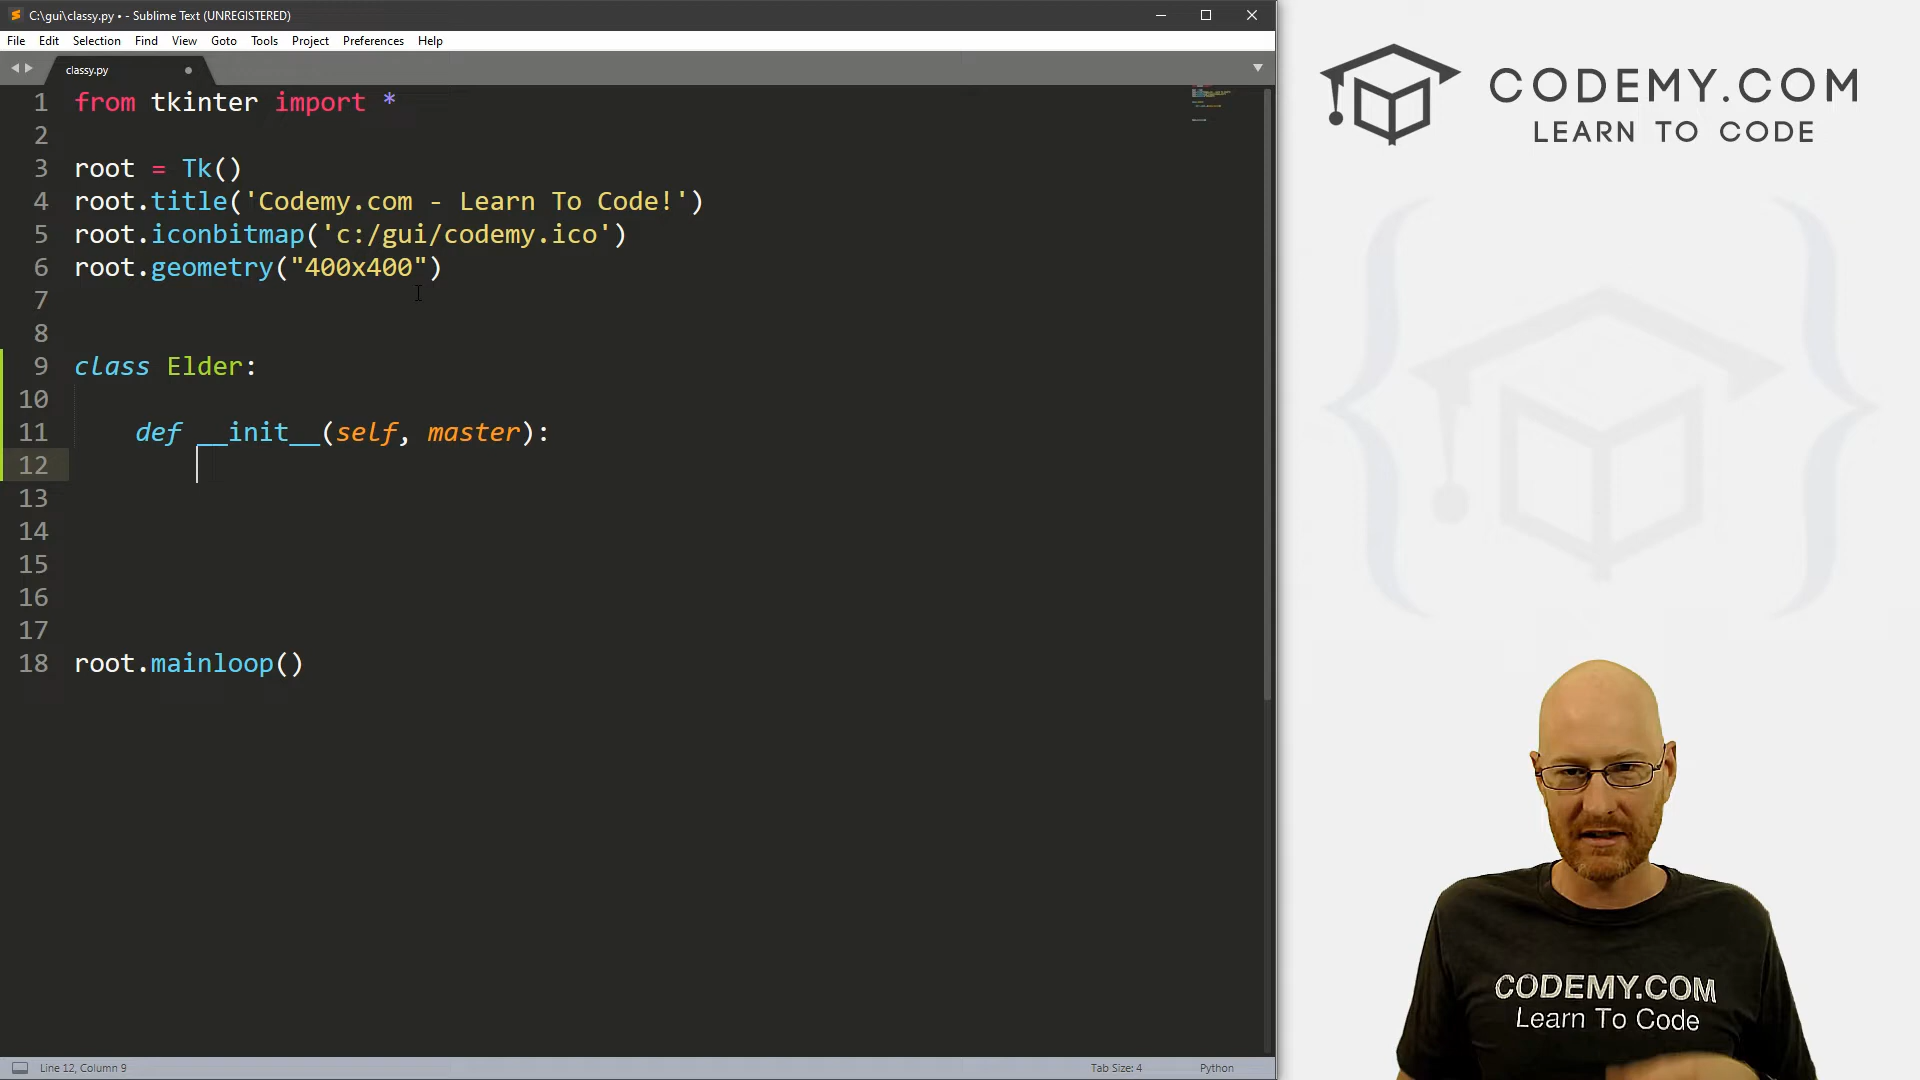 C:\gui\classy.py • - Sublime Text (UNREGISTERED)
File Edit Selection Find View Goto Tools Project Preferences Help
classy.py
1 from tkinter import *
2
3 root = Tk()
4 root.title('Codemy.com - Learn To Code!')
5 root.iconbitmap('c:/gui/codemy.ico')
6 root.geometry("400x400")
7
8
9 class Elder:
10
11 def __init__(self, master):
12
13
14
15
16
17
18 root.mainloop()
Line 12, Column 9
Tab Size: 4
Python
CODEMY.COM
LEARN TO CODE
CODEMY.COM
Learn To Code